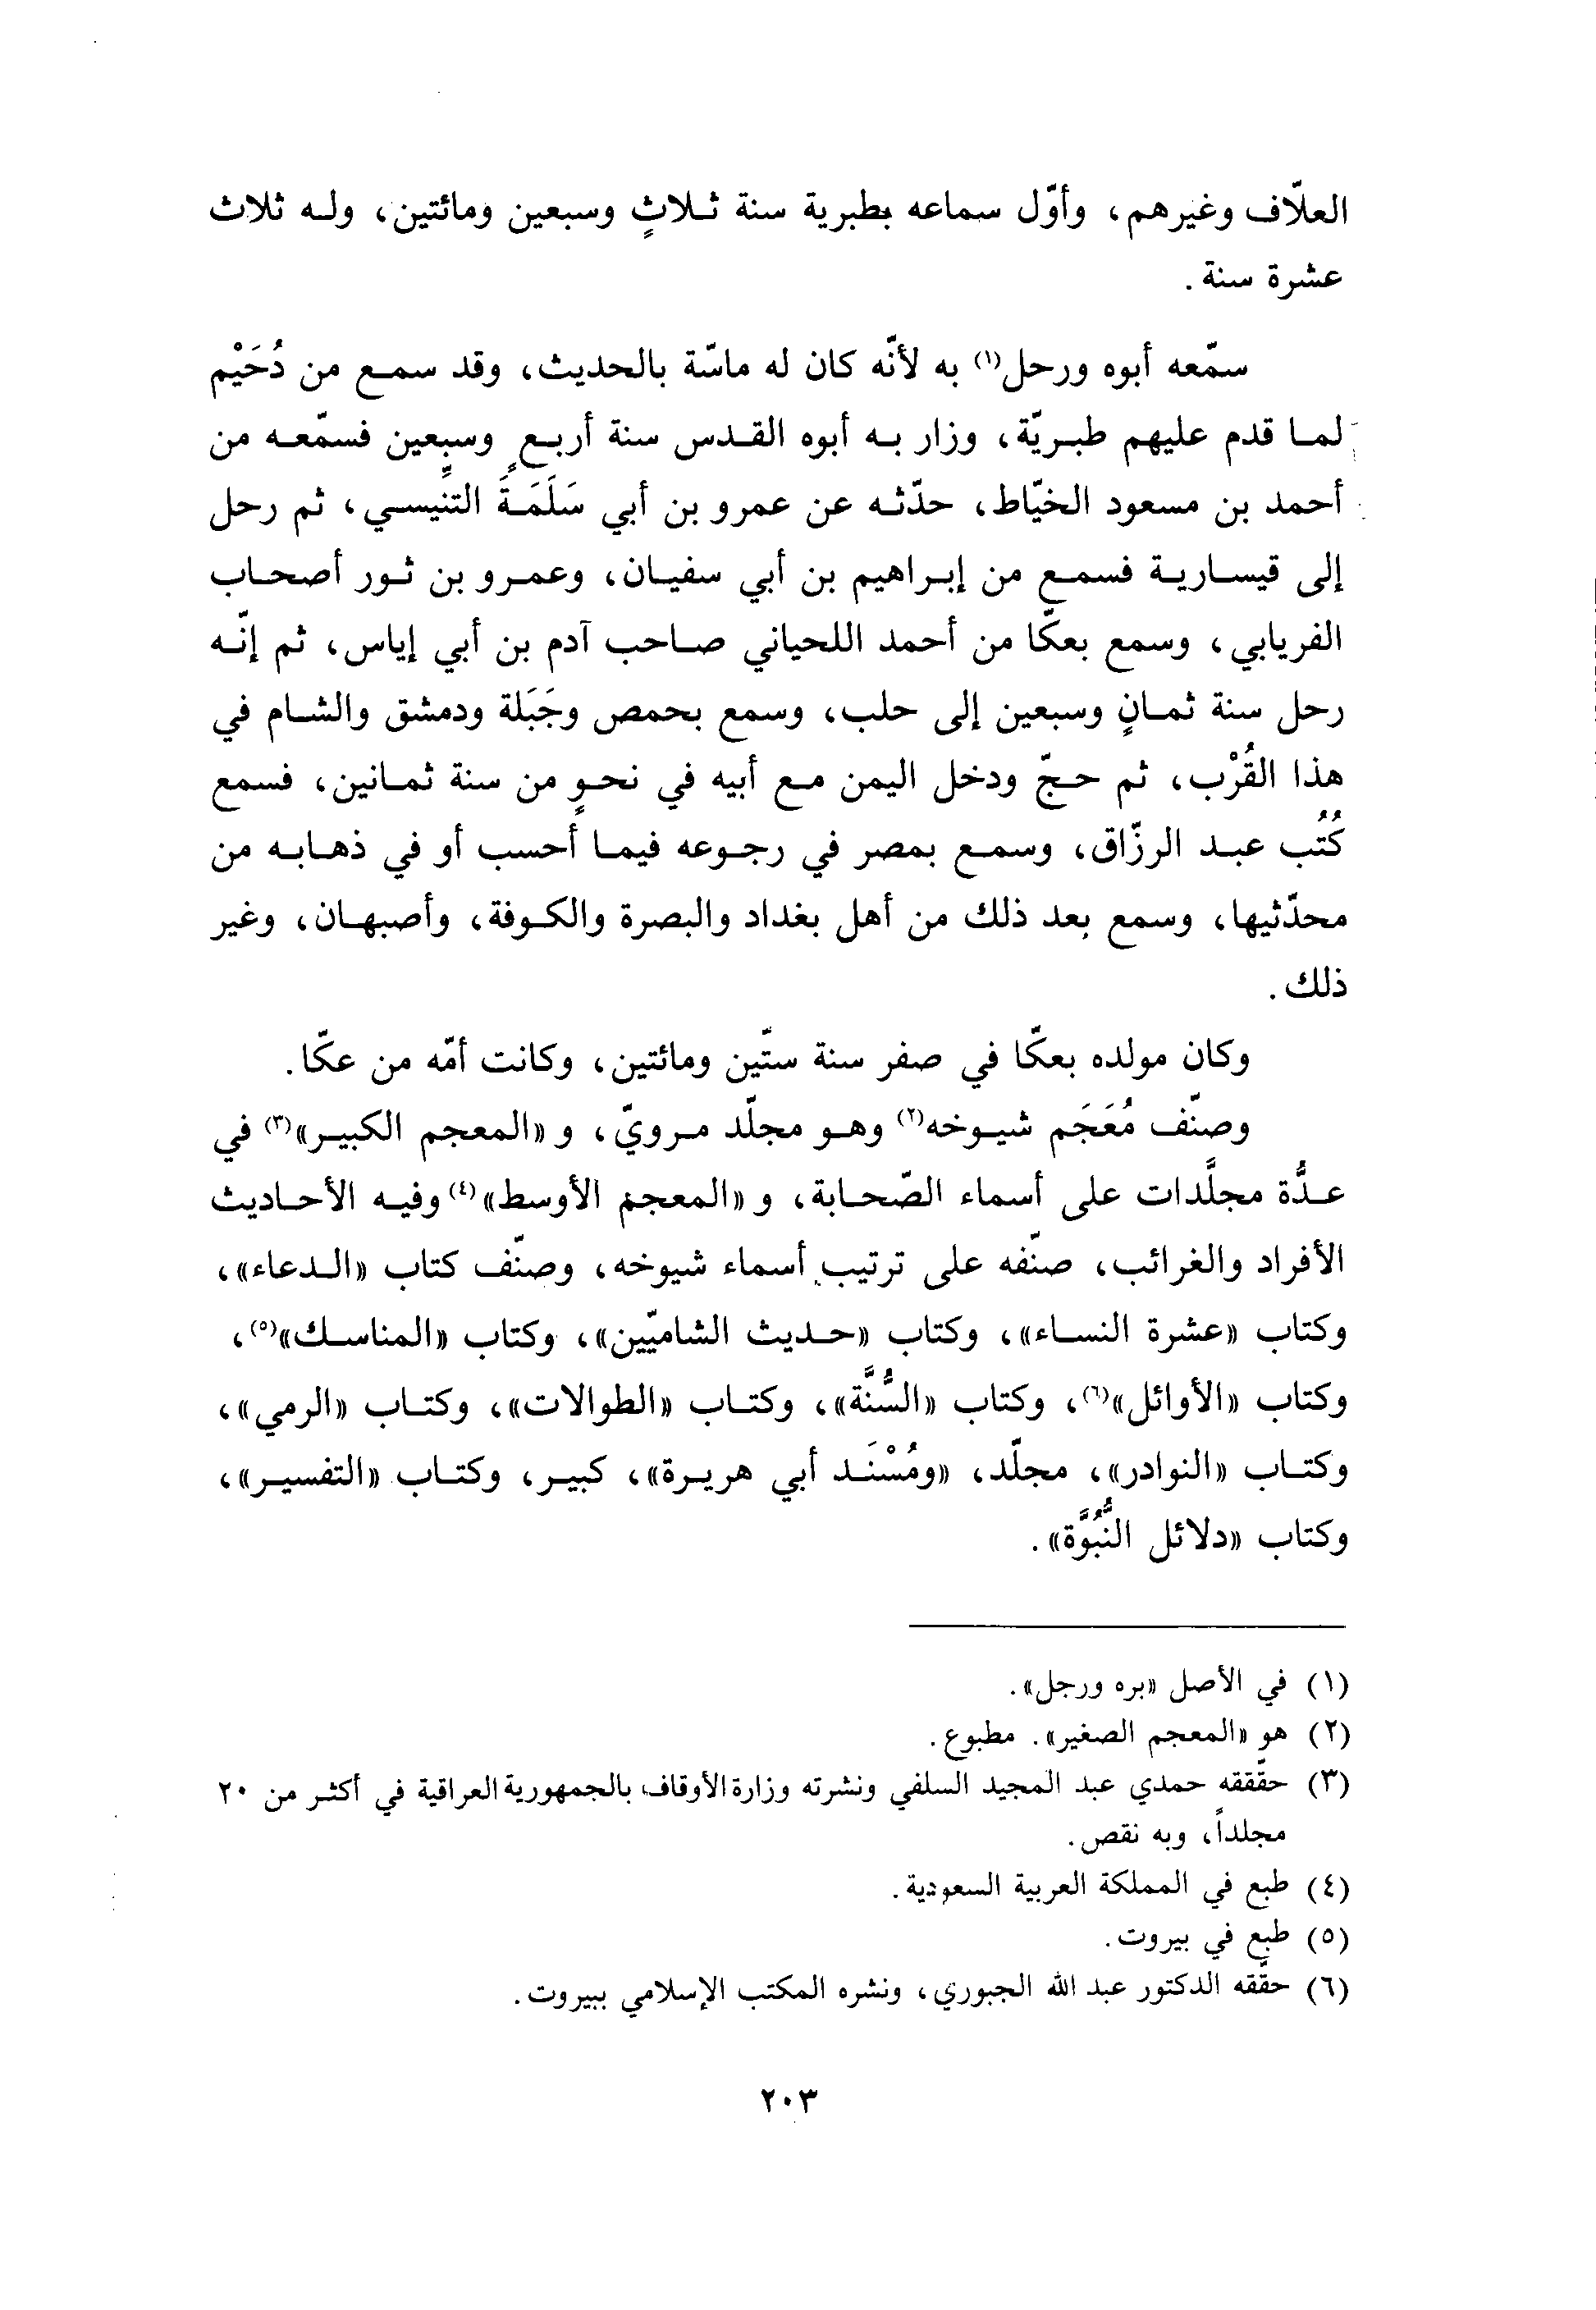 العلّاف وغيرهم، وأوّل سماعه بطبرية سنة ثلاثٍ وسبعين ومائتين، وله ثلاث
عشرة سنة.
سمّعه أبوه ورحل(١) به لأنّه كان له ماسّة بالحديث، وقد سمع من دُحَيْم
لما قدم عليهم طبريّة، وزار به أبوه القدس سنة أربعٍ وسبعين فسمّعه من
أحمد بن مسعود الخيّاط، حدّثه عن عمرو بن أبي سَلَمَةَ التنِّيسي، ثم رحل
إلى قيسارية فسمع من إبراهيم بن أبي سفيان، وعمرو بن ثور أصحاب
الفريابي، وسمع بعكّا من أحمد اللحياني صاحب آدم بن أبي إياس، ثم إنّه
رحل سنة ثمانٍ وسبعين إلى حلب، وسمع بحمص وجَبَلة ودمشق والشام في
هذا القُرْب، ثم حجّ ودخل اليمن مع أبيه في نحوٍ من سنة ثمانين، فسمع
كُتُب عبد الرزّاق، وسمع بمصر في رجوعه فيما أحسب أو في ذهابه من
محدّثيها، وسمع بعد ذلك من أهل بغداد والبصرة والكوفة، وأصبهان، وغير
ذلك.
وكان مولده بعكّا في صفر سنة ستّين ومائتين، وكانت أمّه من عكّا.
وصنّف مُعَجَم شيوخه(٢) وهو مجلّد مرويّ، و«المعجم الكبير»(٣) في
عدُّة مجلَّدات على أسماء الصّحابة، و«المعجم الأوسط»(٤) وفيه الأحاديث
الأفراد والغرائب، صنّفه على ترتيب أسماء شيوخه، وصنّف كتاب «الدعاء»،
وكتاب «عشرة النساء»، وكتاب «حديث الشاميّين»، وكتاب «المناسك»(٥)،
وكتاب «الأوائل»(٦)، وكتاب «السُّنَّة»، وكتاب «الطوالات»، وكتاب «الرمي»،
وكتاب «النوادر»، مجلّد، «ومُسْنَد أبي هريرة»، كبير، وكتاب «التفسير»،
وكتاب «دلائل النُّبُوَّة».
(١) في الأصل «بره ورجل».
(٢) هو «المعجم الصغير». مطبوع.
(٣) حقّققه حمدي عبد المجيد السلفي ونشرته وزارة الأوقاف بالجمهورية العراقية في أكثر من ٢٠
مجلداً، وبه نقص.
(٤) طبع في المملكة العربية السعودية.
(٥) طبع في بيروت.
(٦) حقّقه الدكتور عبد الله الجبوري، ونشره المكتب الإسلامي ببيروت.
٢٠٣